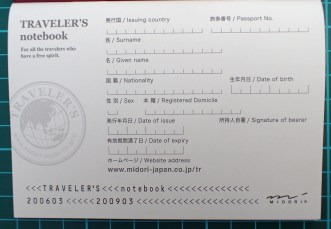 TRAVELER'S
notebook
For all the travelers who
have a free spirit.
発行国 / Issuing country
旅券番号 / Passport No.
姓 / Surname
名 / Given name
国 籍 / Nationality
生年月日 / Date of birth
性 別 / Sex
本 籍 / Registered Domicile
発行年月日 / Date of issue
所持人自署 / Signature of bearer
有効期間満了日 / Date of expiry
ホームページ / Website address
www.midori-japan.co.jp/tr
TRAVELER'S
<<<TRAVELER'S<<<notebook<<<<<<<<<<<<<<<
200603<<<<<200903<<<<<<<<<<<<<<<<<
MIDORI